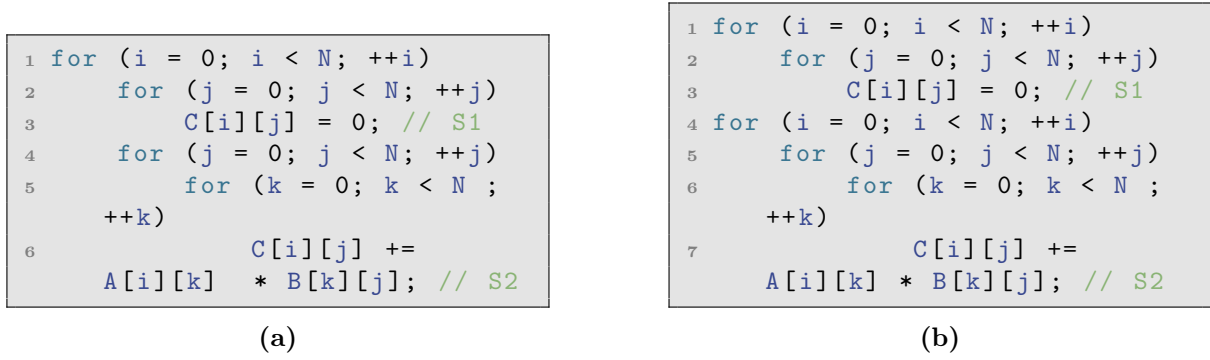 1 for (i = 0; i < N; ++i)
2 for (j = 0; j < N; ++j)
3 C[i][j] = 0; // S1
4 for (j = 0; j < N; ++j)
5 for (k = 0; k < N ;
++k)
6 C[i][j] +=
A[i][k] * B[k][j]; // S2
(a)
1 for (i = 0; i < N; ++i)
2 for (j = 0; j < N; ++j)
3 C[i][j] = 0; // S1
4 for (i = 0; i < N; ++i)
5 for (j = 0; j < N; ++j)
6 for (k = 0; k < N ;
++k)
7 C[i][j] +=
A[i][k] * B[k][j]; // S2
(b)